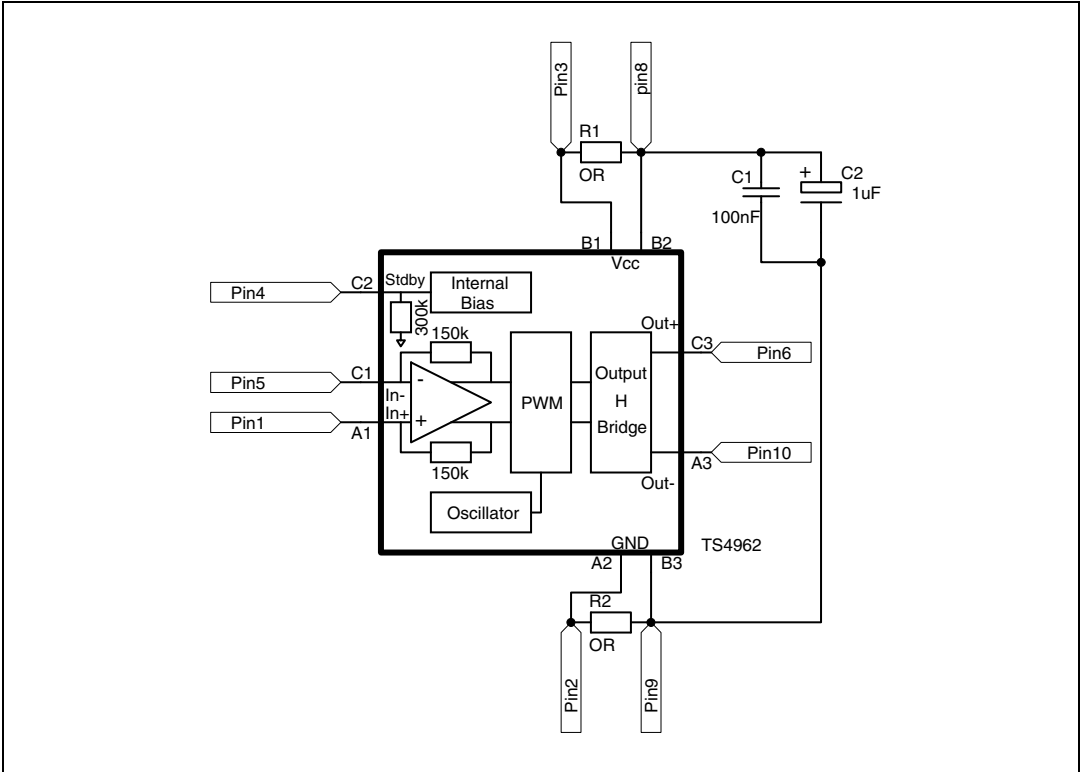 Pin3
pin8
R1
OR
C1
100nF
+
C2
1uF
B1
B2
Vcc
Pin4
C2
Stdby
300k
Internal
Bias
150k
Out+
C3
Pin6
Pin5
C1
In-
-
Pin1
A1
In+
+
150k
PWM
Output
H
Bridge
A3
Pin10
Out-
Oscillator
GND
TS4962
A2
B3
R2
OR
Pin2
Pin9